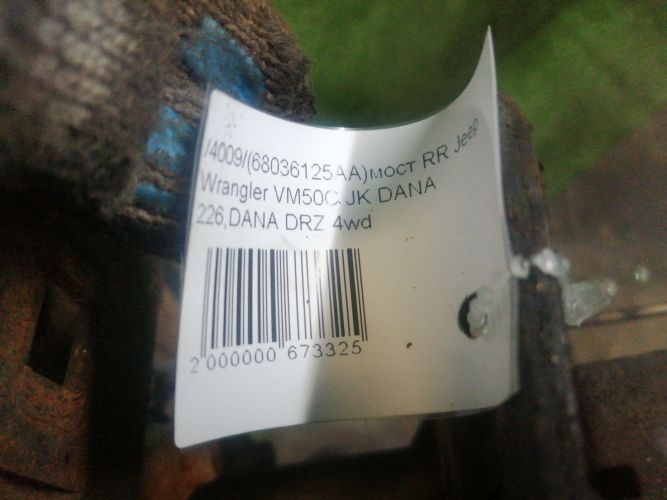 /4009/(68036125AA)мост RR Jeep
Wrangler VM50C JK DANA
226,DANA DRZ 4wd
2 000000 673325